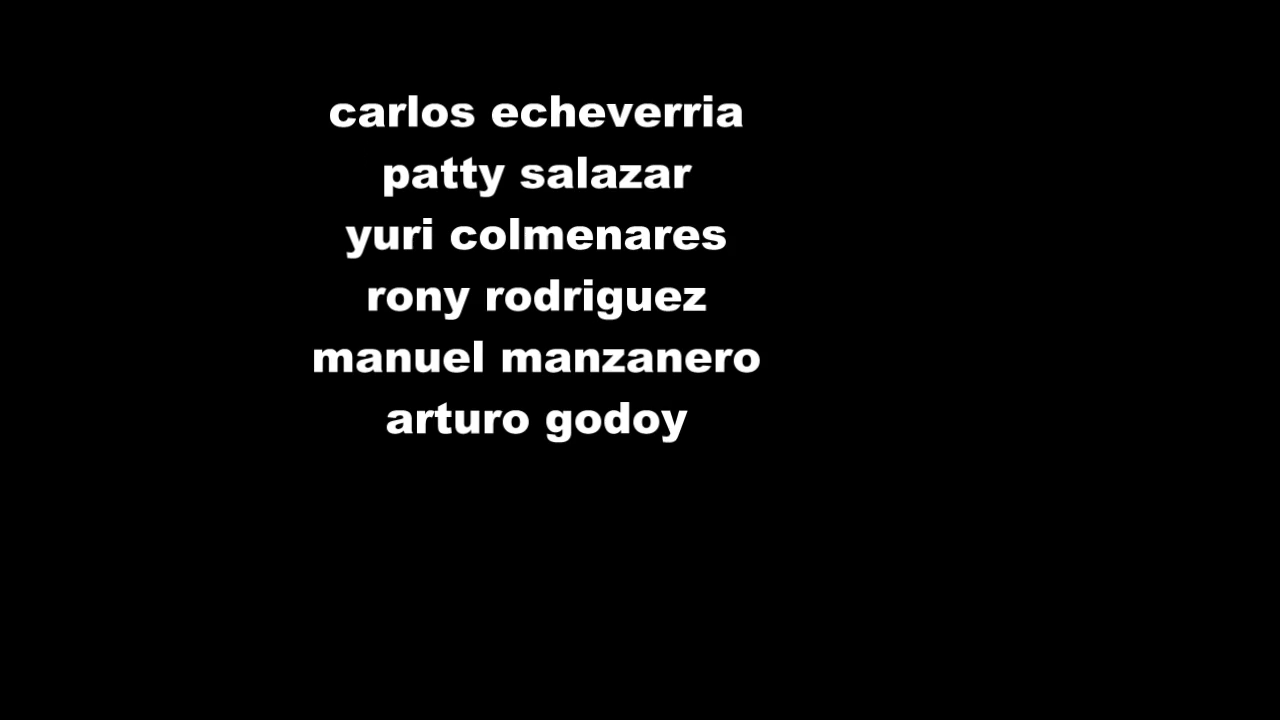 carlos echeverria
patty salazar
yuri colmenares
rony rodriguez
manuel manzanero
arturo godoy